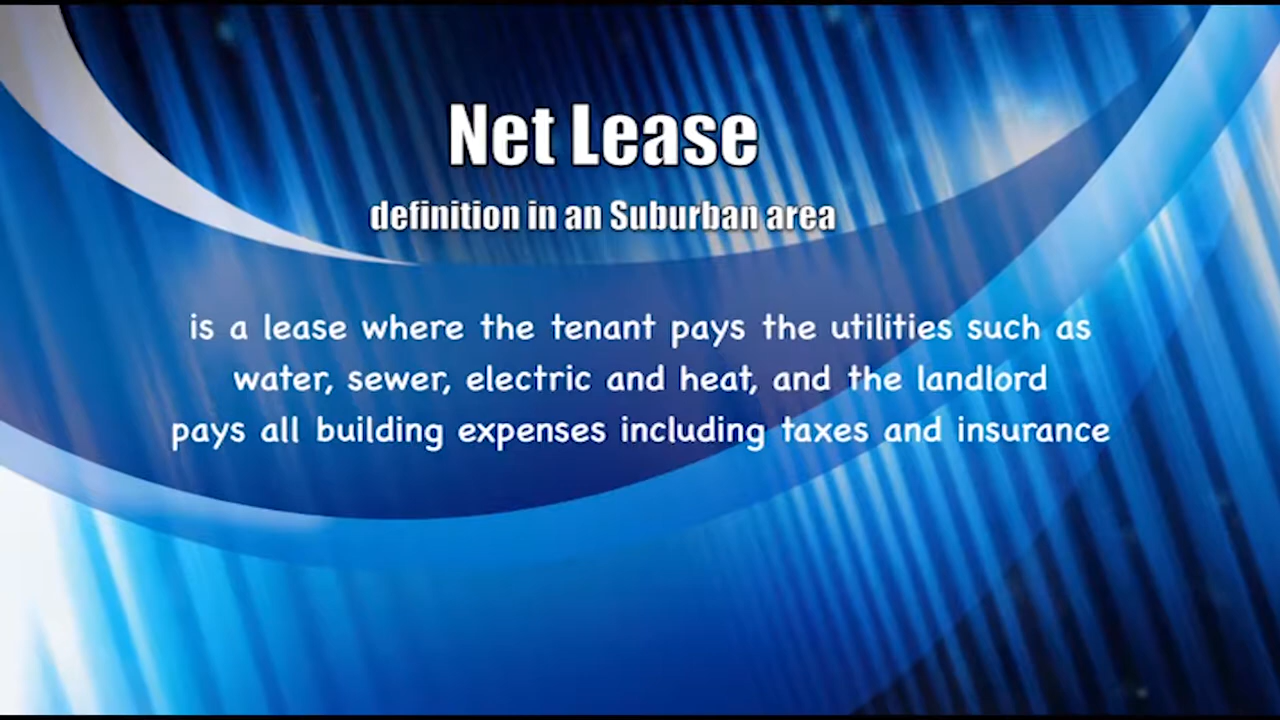 Net Lease
definition in an Suburban area
is a lease where the tenant pays the utilities such as
water, sewer, electric and heat, and the landlord
pays all building expenses including taxes and insurance